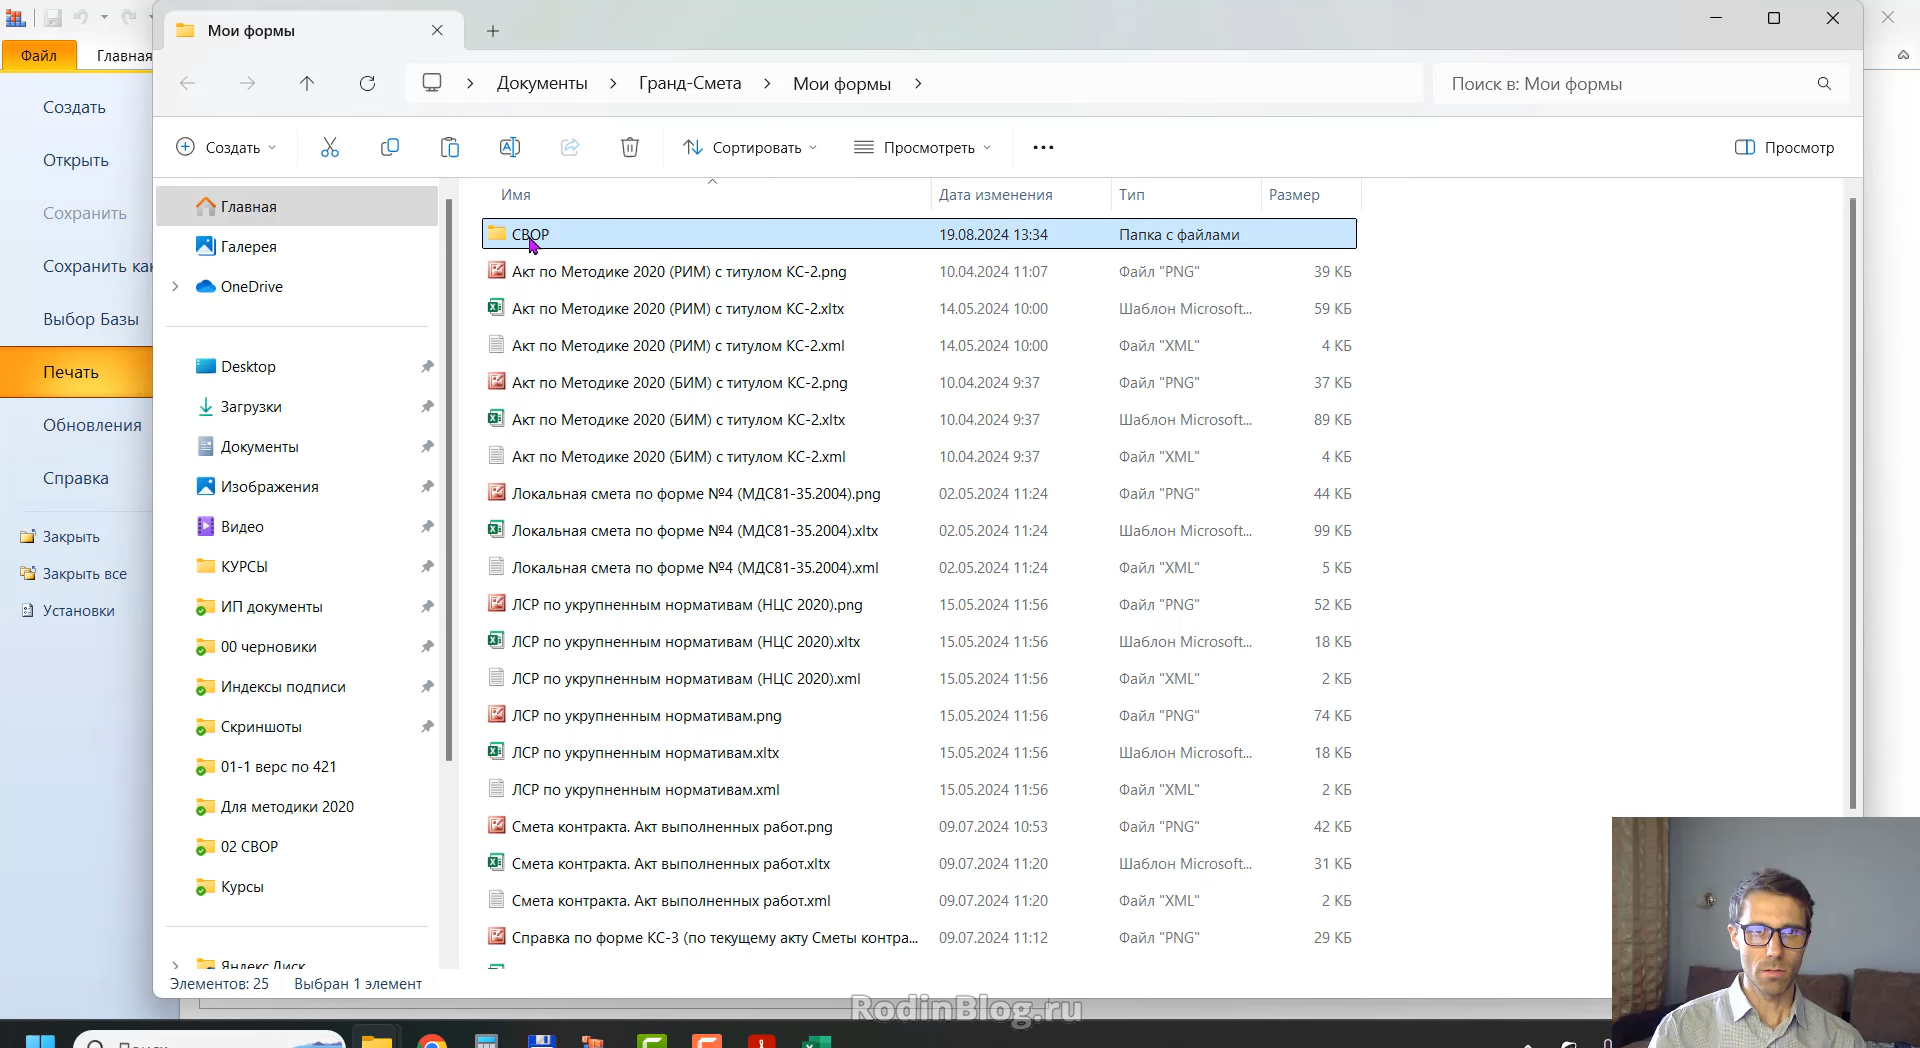 Мои формы
Файл
Главная
Документы
Гранд-Смета
Мои формы
Поиск в: Мои формы
Создать
Сортировать
Просмотреть
Просмотр
Создать
Открыть
Сохранить
Сохранить как
Выбор Базы
Печать
Обновления
Справка
Закрыть
Закрыть все
Установки
Главная
Галерея
OneDrive
Desktop
Загрузки
Документы
Изображения
Видео
КУРСЫ
ИП документы
00 черновики
Индексы подписи
Скриншоты
01-1 верс по 421
Для методики 2020
02 СВОР
Курсы
Яндекс.Диск
Имя Дата изменения Тип Размер
СВОР 19.08.2024 13:34 Папка с файлами
Акт по Методике 2020 (РИМ) с титулом КС-2.png 10.04.2024 11:07 Файл "PNG" 39 КБ
Акт по Методике 2020 (РИМ) с титулом КС-2.xltx 14.05.2024 10:00 Шаблон Microsoft... 59 КБ
Акт по Методике 2020 (РИМ) с титулом КС-2.xml 14.05.2024 10:00 Файл "XML" 4 КБ
Акт по Методике 2020 (БИМ) с титулом КС-2.png 10.04.2024 9:37 Файл "PNG" 37 КБ
Акт по Методике 2020 (БИМ) с титулом КС-2.xltx 10.04.2024 9:37 Шаблон Microsoft... 89 КБ
Акт по Методике 2020 (БИМ) с титулом КС-2.xml 10.04.2024 9:37 Файл "XML" 4 КБ
Локальная смета по форме №4 (МДС81-35.2004).png 02.05.2024 11:24 Файл "PNG" 44 КБ
Локальная смета по форме №4 (МДС81-35.2004).xltx 02.05.2024 11:24 Шаблон Microsoft... 99 КБ
Локальная смета по форме №4 (МДС81-35.2004).xml 02.05.2024 11:24 Файл "XML" 5 КБ
ЛСР по укрупненным нормативам (НЦС 2020).png 15.05.2024 11:56 Файл "PNG" 52 КБ
ЛСР по укрупненным нормативам (НЦС 2020).xltx 15.05.2024 11:56 Шаблон Microsoft... 18 КБ
ЛСР по укрупненным нормативам (НЦС 2020).xml 15.05.2024 11:56 Файл "XML" 2 КБ
ЛСР по укрупненным нормативам.png 15.05.2024 11:56 Файл "PNG" 74 КБ
ЛСР по укрупненным нормативам.xltx 15.05.2024 11:56 Шаблон Microsoft... 18 КБ
ЛСР по укрупненным нормативам.xml 15.05.2024 11:56 Файл "XML" 2 КБ
Смета контракта. Акт выполненных работ.png 09.07.2024 10:53 Файл "PNG" 42 КБ
Смета контракта. Акт выполненных работ.xltx 09.07.2024 11:20 Шаблон Microsoft... 31 КБ
Смета контракта. Акт выполненных работ.xml 09.07.2024 11:20 Файл "XML" 2 КБ
Справка по форме КС-3 (по текущему акту Сметы контра... 09.07.2024 11:12 Файл "PNG" 29 КБ
Элементов: 25 Выбран 1 элемент
RodinBlog.ru